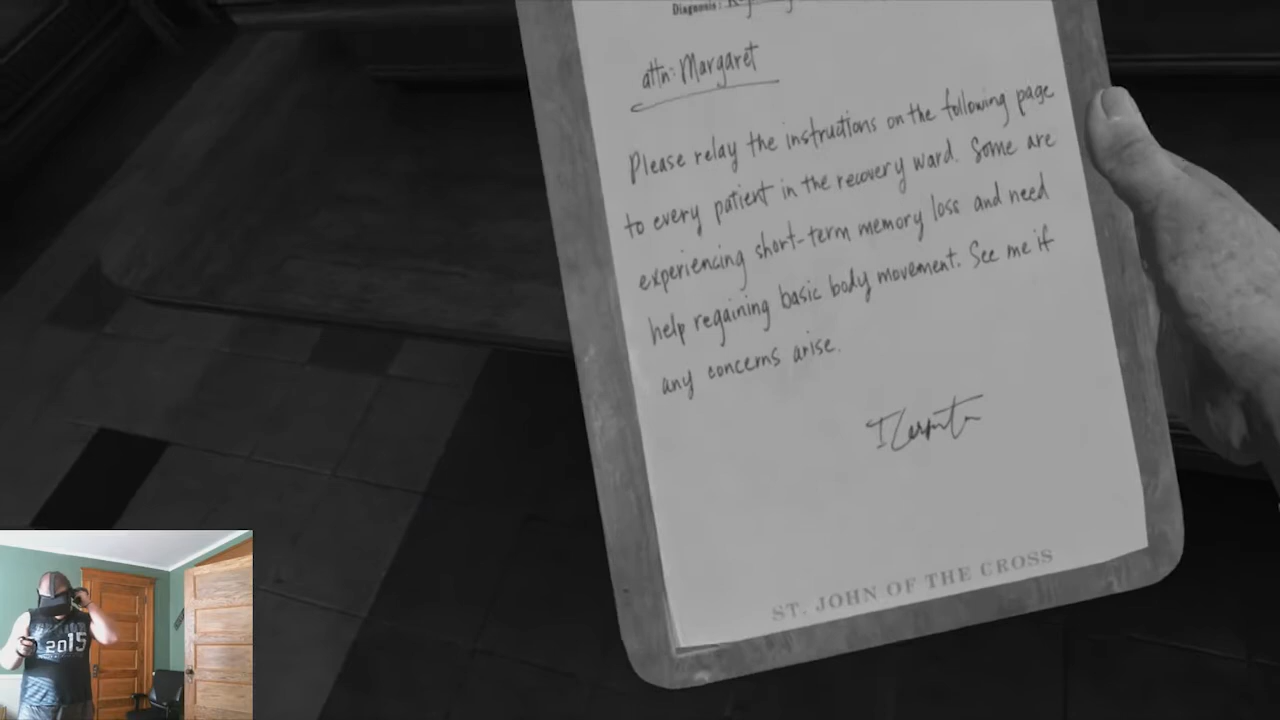 Diagnosis:
attn: Margaret
Please relay the instructions on the following page
to every patient in the recovery ward. Some are
experiencing short-term memory loss and need
help regaining basic body movement. See me if
any concerns arise.
ST. JOHN OF THE CROSS
2015